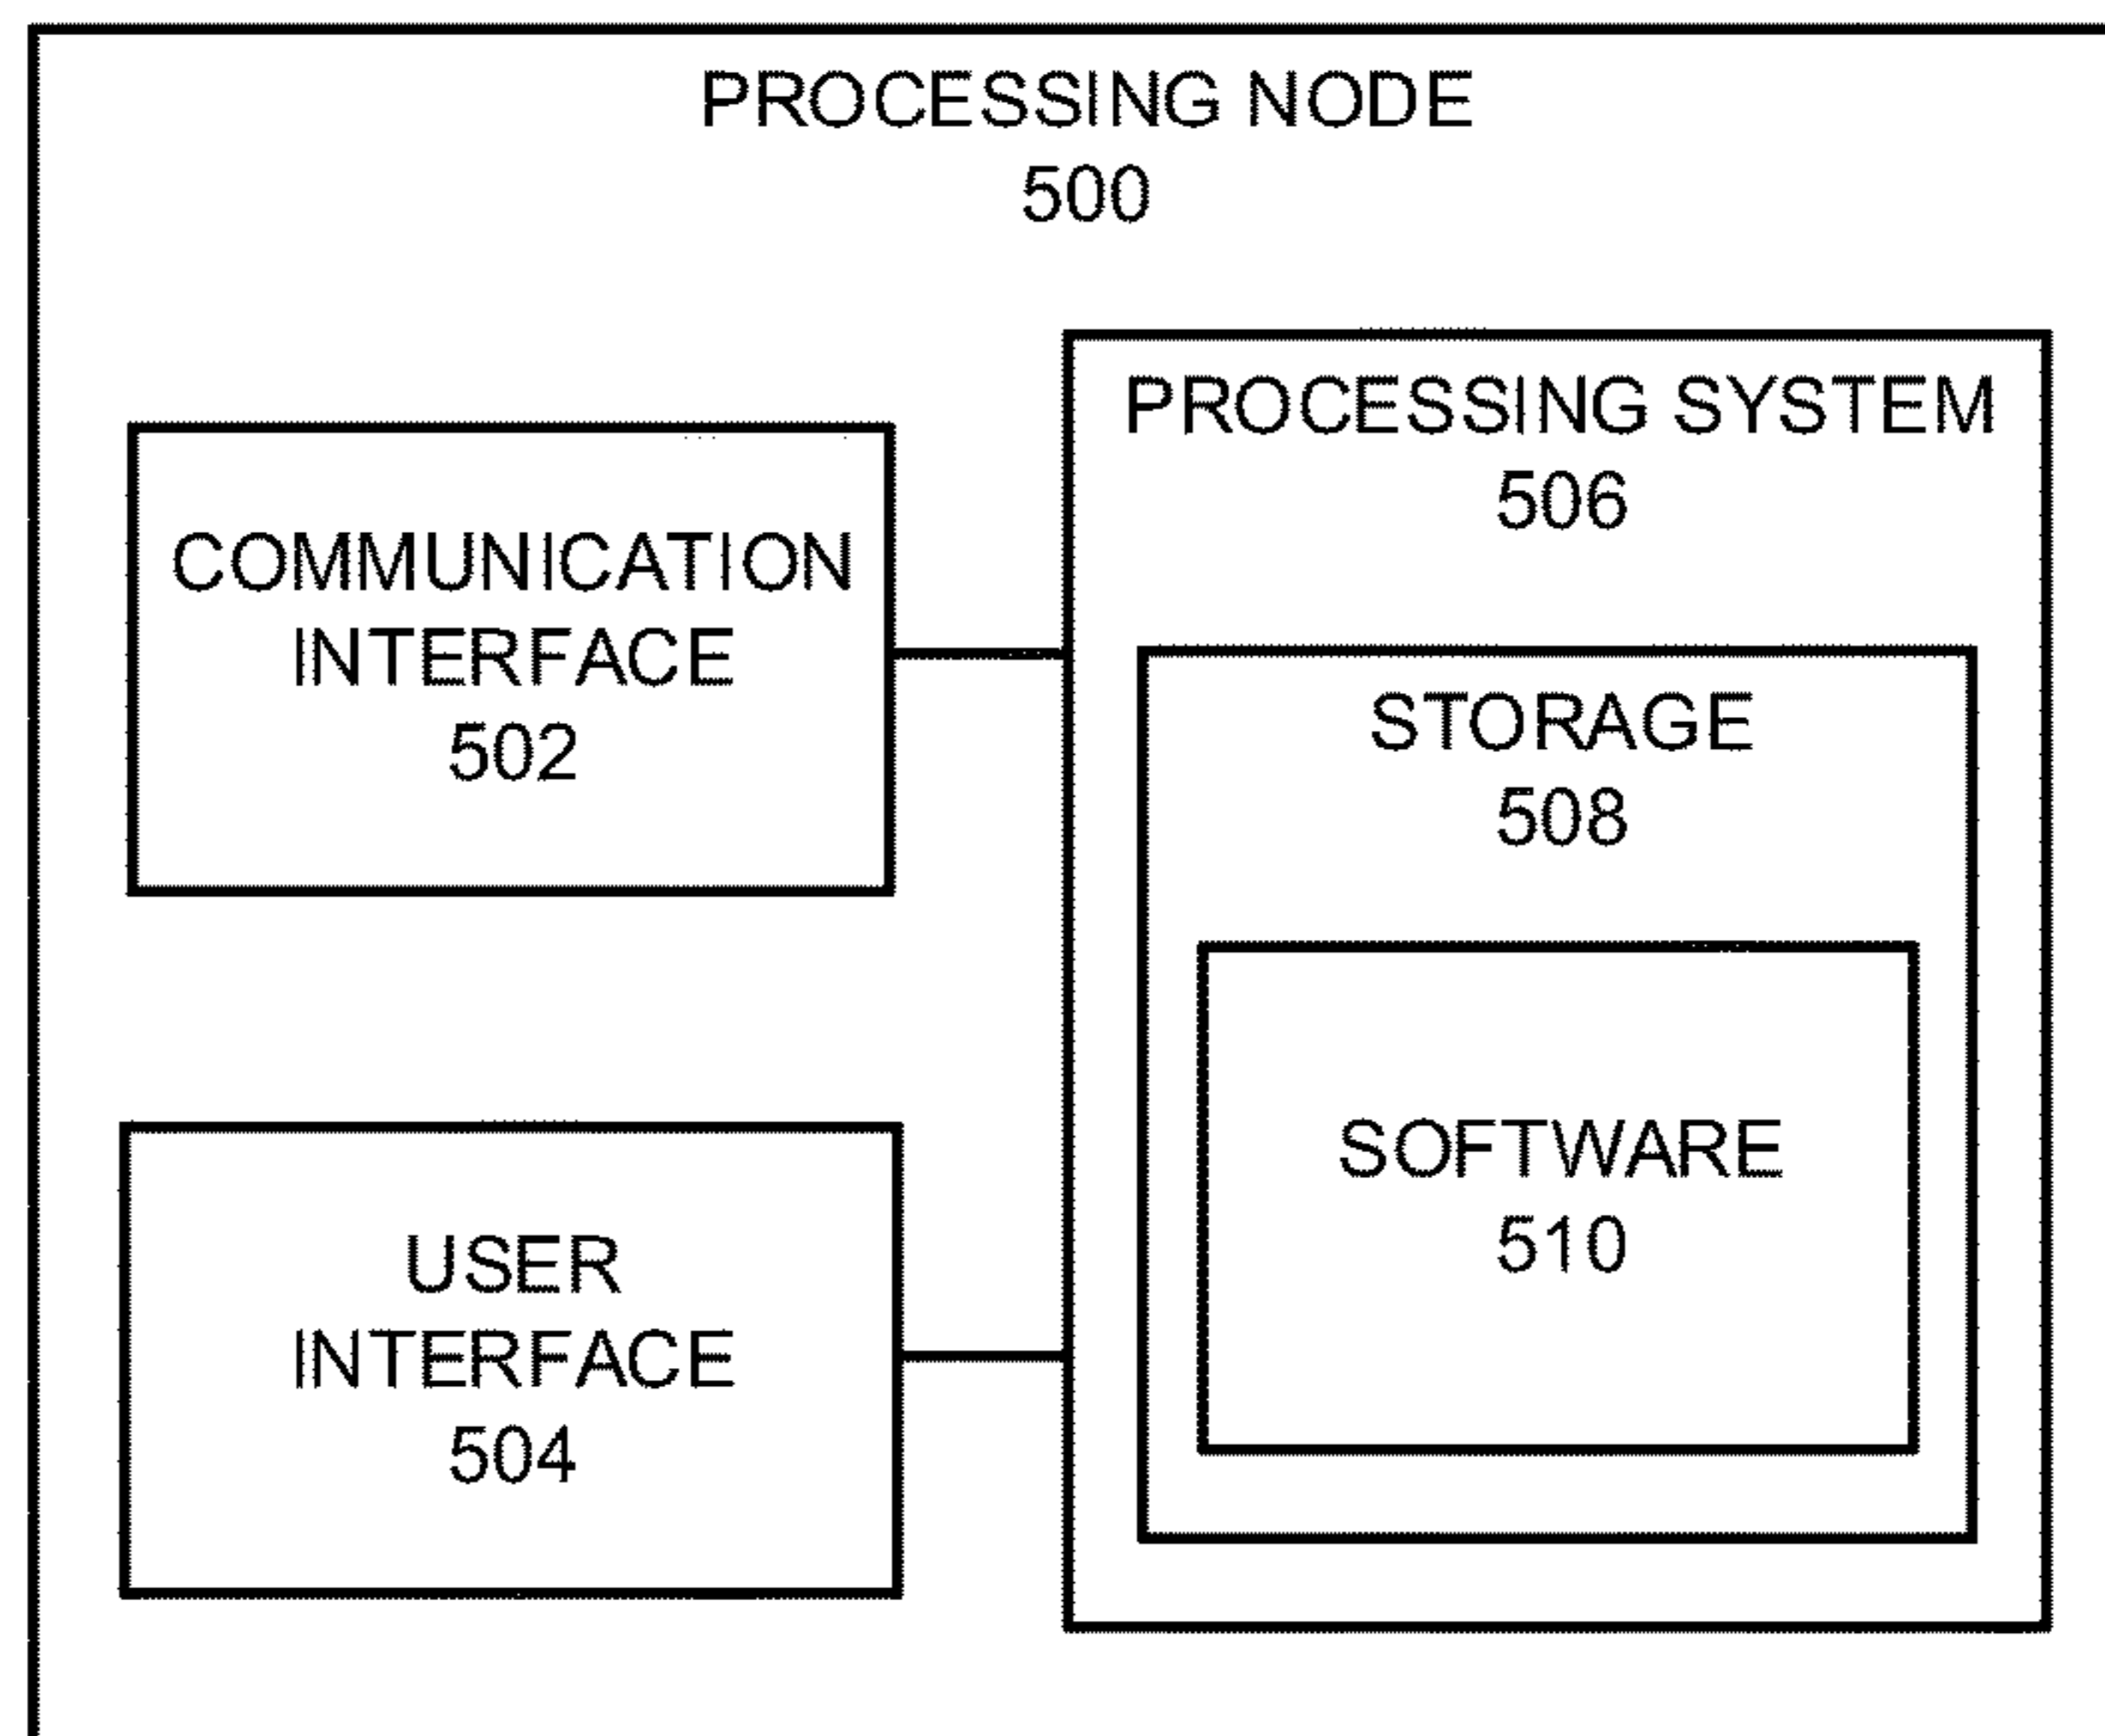 PROCESSING NODE
500
PROCESSING SYSTEM
506
COMMUNICATION
INTERFACE
502
STORAGE
508
SOFTWARE
510
USER
INTERFACE
504